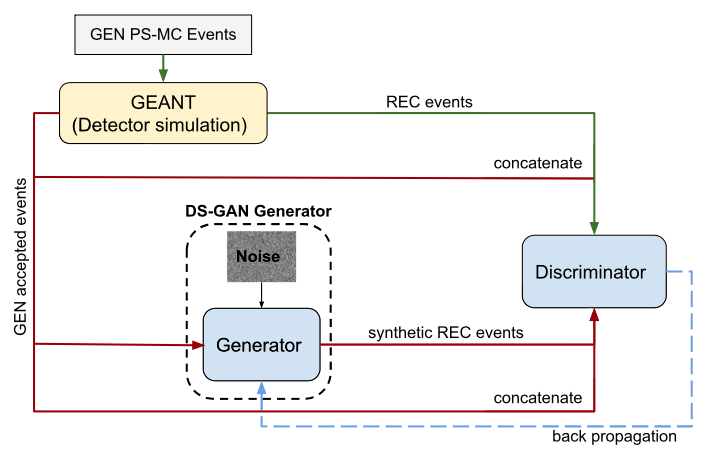 GEN PS-MC Events
GEANT
(Detector simulation)
REC events
concatenate
GEN accepted events
DS-GAN Generator
Noise
Discriminator
Generator
synthetic REC events
concatenate
back propagation